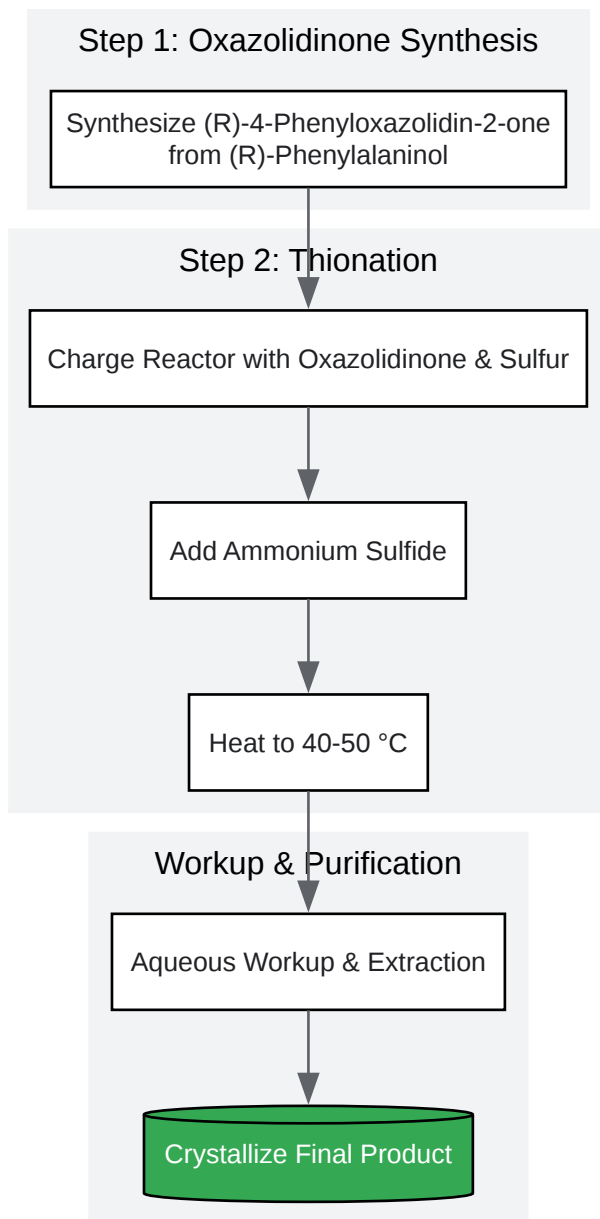 Step 1: Oxazolidinone Synthesis
Synthesize (R)-4-Phenyloxazolidin-2-one
from (R)-Phenylalaninol
Step 2: Thionation
Charge Reactor with Oxazolidinone & Sulfur
Add Ammonium Sulfide
Heat to 40-50 °C
Workup & Purification
Aqueous Workup & Extraction
Crystallize Final Product